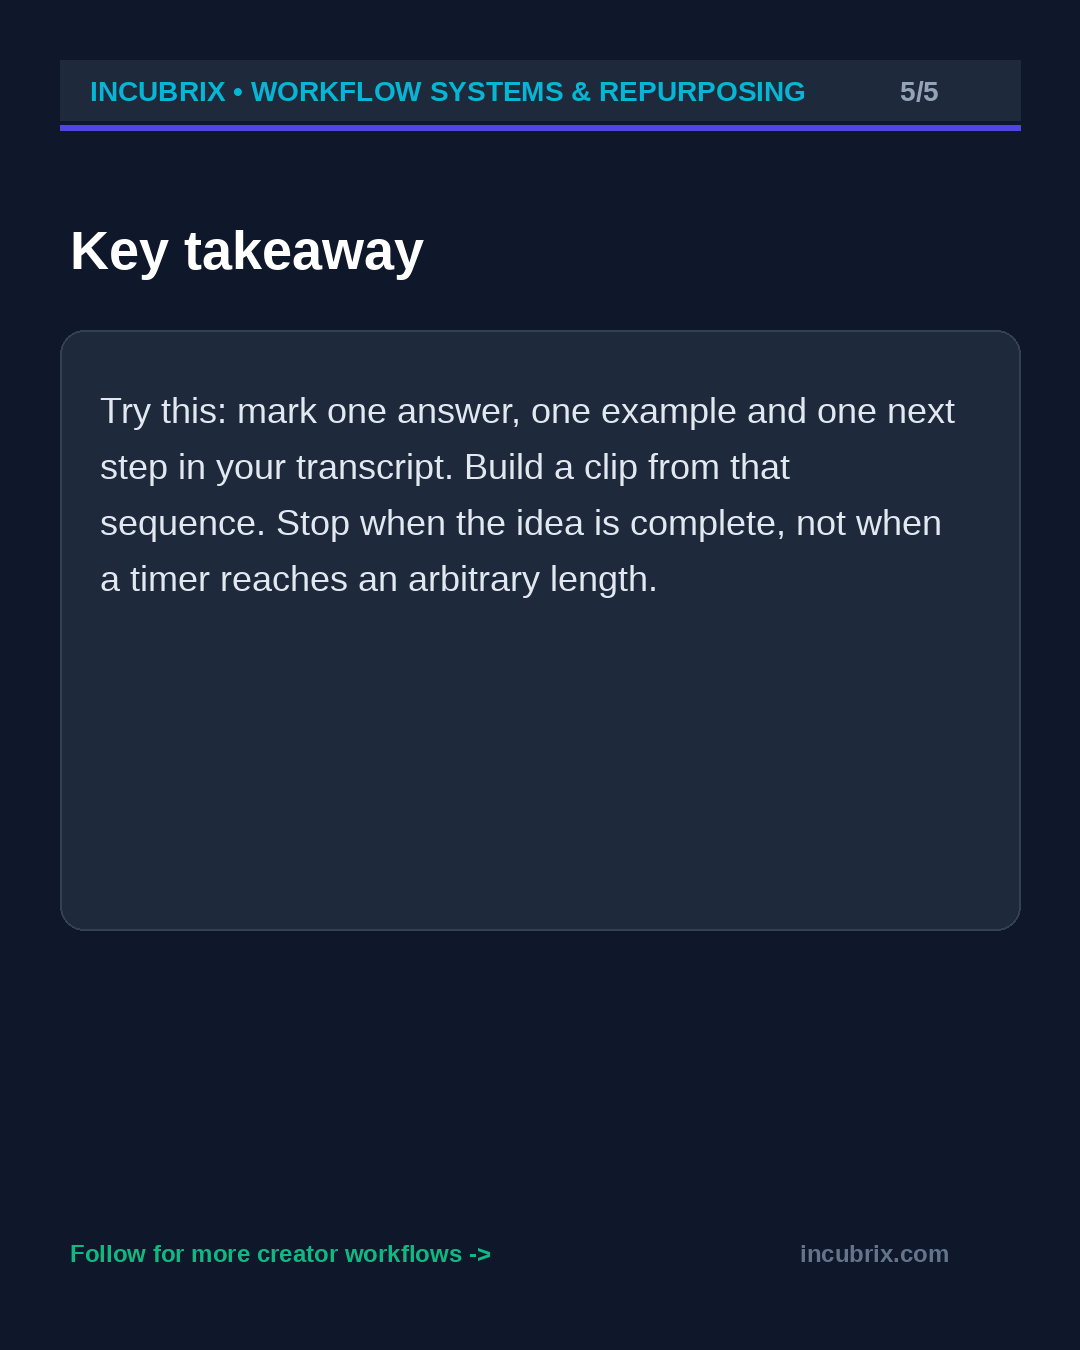 INCUBRIX • WORKFLOW SYSTEMS & REPURPOSING 5/5
Key takeaway
Try this: mark one answer, one example and one next
step in your transcript. Build a clip from that
sequence. Stop when the idea is complete, not when
a timer reaches an arbitrary length.
Follow for more creator workflows -> incubrix.com